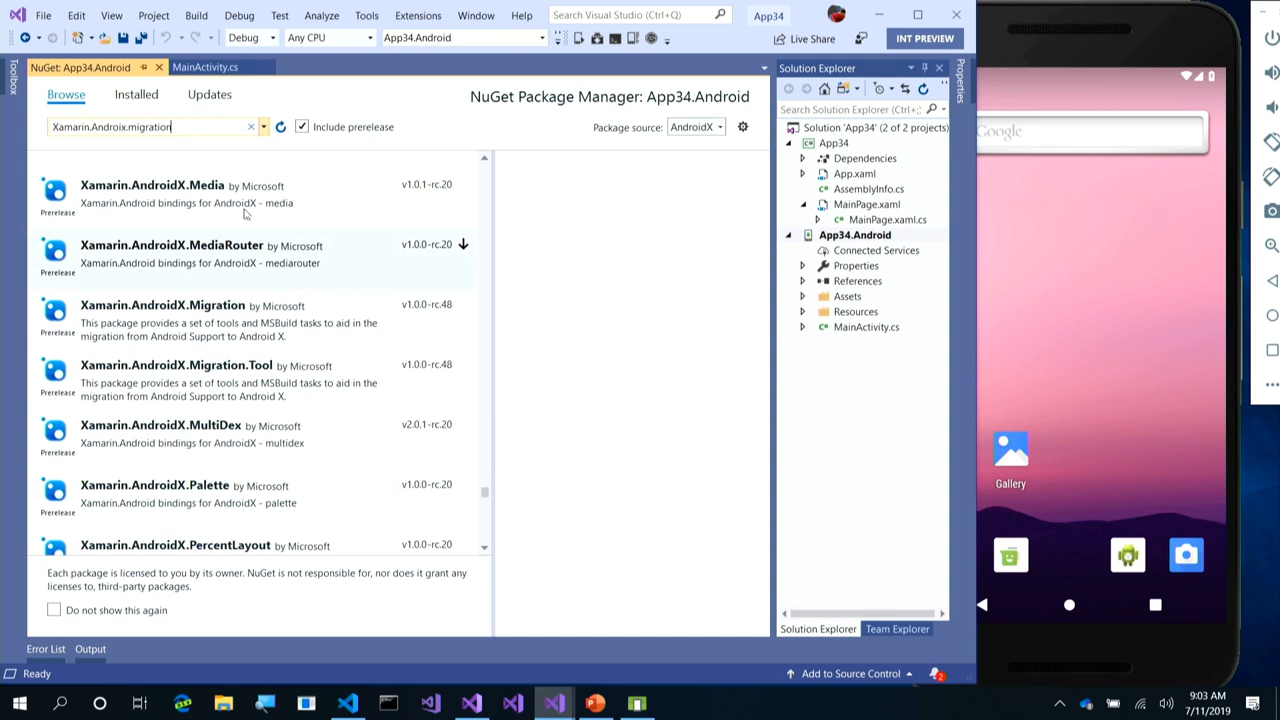 File Edit View Project Build Debug Test Analyze Tools Extensions Window Help Search Visual Studio (Ctrl+;) App34
Debug Any CPU App34.Android Live Share INT PREVIEW
Toolbox
NuGet: App34.Android MainActivity.cs
Browse Installed Updates NuGet Package Manager: App34.Android
Xamarin.Androix.migration Include prerelease Package source: AndroidX
Xamarin.AndroidX.Media by Microsoft v1.0.1-rc.20
Xamarin.Android bindings for AndroidX - media
Prerelease
Xamarin.AndroidX.MediaRouter by Microsoft v1.0.0-rc.20
Xamarin.Android bindings for AndroidX - mediarouter
Prerelease
Xamarin.AndroidX.Migration by Microsoft v1.0.0-rc.48
This package provides a set of tools and MSBuild tasks to aid in the
migration from Android Support to Android X.
Prerelease
Xamarin.AndroidX.Migration.Tool by Microsoft v1.0.0-rc.48
This package provides a set of tools and MSBuild tasks to aid in the
migration from Android Support to Android X.
Prerelease
Xamarin.AndroidX.MultiDex by Microsoft v2.0.1-rc.20
Xamarin.Android bindings for AndroidX - multidex
Prerelease
Xamarin.AndroidX.Palette by Microsoft v1.0.0-rc.20
Xamarin.Android bindings for AndroidX - palette
Prerelease
Xamarin.AndroidX.PercentLayout by Microsoft v1.0.0-rc.20
Each package is licensed to you by its owner. NuGet is not responsible for, nor does it grant any
licenses to, third-party packages.
Do not show this again
Solution Explorer
Search Solution Explorer (Ctrl+;)
Solution 'App34' (2 of 2 projects)
App34
Dependencies
App.xaml
AssemblyInfo.cs
MainPage.xaml
MainPage.xaml.cs
App34.Android
Connected Services
Properties
References
Assets
Resources
MainActivity.cs
Solution Explorer Team Explorer
Properties
Google
Gallery
Error List Output
Ready Add to Source Control 2
9:03 AM
7/11/2019